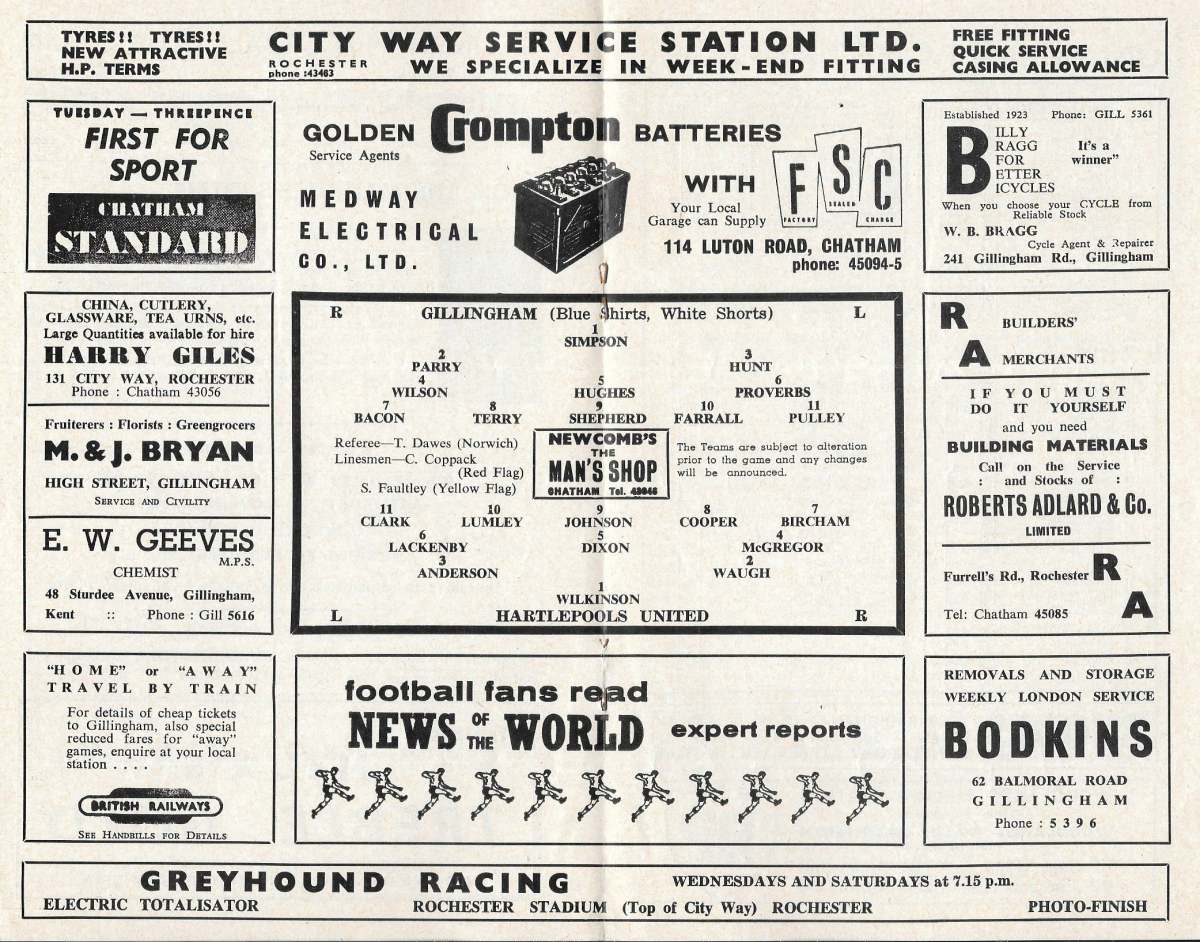 TYRES!! TYRES!!
NEW ATTRACTIVE
H.P. TERMS
CITY WAY SERVICE STATION LTD.
ROCHESTER
phone :43463
WE SPECIALIZE IN WEEK-END FITTING
FREE FITTING
QUICK SERVICE
CASING ALLOWANCE
TUESDAY — THREEPENCE
FIRST FOR
SPORT
CHATHAM
STANDARD
GOLDEN Crompton BATTERIES
Service Agents
MEDWAY
ELECTRICAL
CO., LTD.
WITH
Your Local
Garage can Supply
F S C
FACTORY SEALED CHARGE
114 LUTON ROAD, CHATHAM
phone: 45094-5
Established 1923 Phone: GILL 5361
BILLY
RAGG
FOR
ETTER
ICYCLES
It's a
winner"
When you choose your CYCLE from
Reliable Stock
W. B. BRAGG
Cycle Agent & Repairer
241 Gillingham Rd., Gillingham
CHINA, CUTLERY,
GLASSWARE, TEA URNS, etc.
Large Quantities available for hire
HARRY GILES
131 CITY WAY, ROCHESTER
Phone : Chatham 43056
Fruiterers : Florists : Greengrocers
M. & J. BRYAN
HIGH STREET, GILLINGHAM
SERVICE AND CIVILITY
E. W. GEEVES
M.P.S.
CHEMIST
48 Sturdee Avenue, Gillingham,
Kent :: Phone : Gill 5616
R GILLINGHAM (Blue Shirts, White Shorts) L
1
SIMPSON
2 3
PARRY HUNT
4 5 6
WILSON HUGHES PROVERBS
7 8 9 10 11
BACON TERRY SHEPHERD FARRALL PULLEY
Referee—T. Dawes (Norwich)
Linesmen—C. Coppack
(Red Flag)
S. Faultley (Yellow Flag)
NEWCOMB'S
THE
MAN'S SHOP
CHATHAM Tel.
The Teams are subject to alteration
prior to the game and any changes
will be announced.
11 10 9 8 7
CLARK LUMLEY JOHNSON COOPER BIRCHAM
6 5 4
LACKENBY DIXON McGREGOR
3 2
ANDERSON WAUGH
1
WILKINSON
L HARTLEPOOLS UNITED R
R BUILDERS'
A MERCHANTS
IF YOU MUST
DO IT YOURSELF
and you need
BUILDING MATERIALS
Call on the Service
: and Stocks of :
ROBERTS ADLARD & Co.
LIMITED
Furrell's Rd., Rochester R
Tel: Chatham 45085 A
"HOME" or "AWAY"
TRAVEL BY TRAIN
For details of cheap tickets
to Gillingham, also special
reduced fares for "away"
games, enquire at your local
station . . . .
BRITISH RAILWAYS
SEE HANDBILLS FOR DETAILS
football fans read
NEWS OF THE WORLD expert reports
REMOVALS AND STORAGE
WEEKLY LONDON SERVICE
BODKINS
62 BALMORAL ROAD
GILLINGHAM
Phone : 5396
GREYHOUND RACING WEDNESDAYS AND SATURDAYS at 7.15 p.m.
ELECTRIC TOTALISATOR ROCHESTER STADIUM (Top of City Way) ROCHESTER PHOTO-FINISH